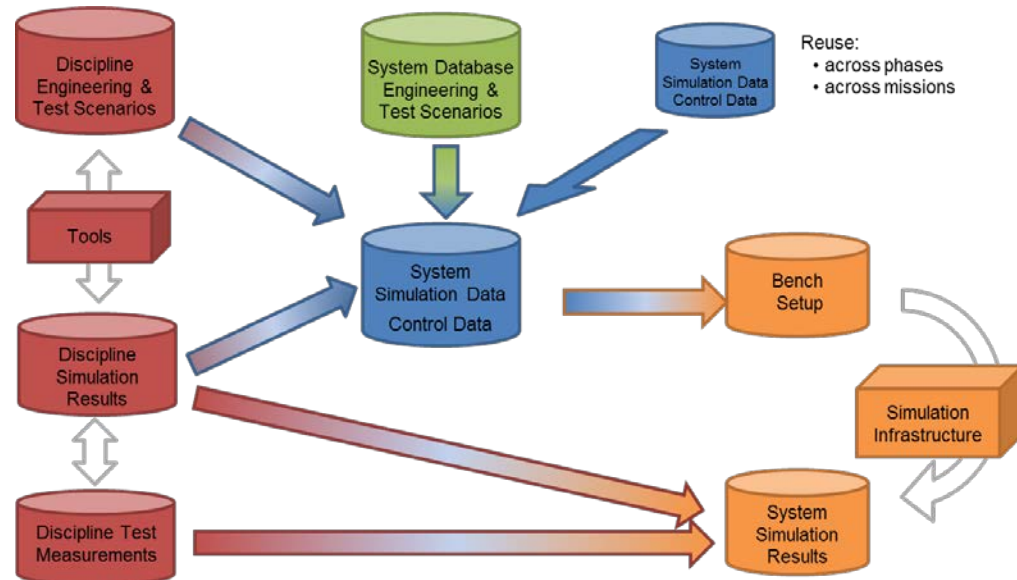 Discipline
Engineering &
Test Scenarios
System Database
Engineering &
Test Scenarios
System
Simulation Data
Control Data
Reuse:
• across phases
• across missions
Tools
System
Simulation Data
Control Data
Bench
Setup
Discipline
Simulation
Results
Simulation
Infrastructure
Discipline Test
Measurements
System
Simulation
Results